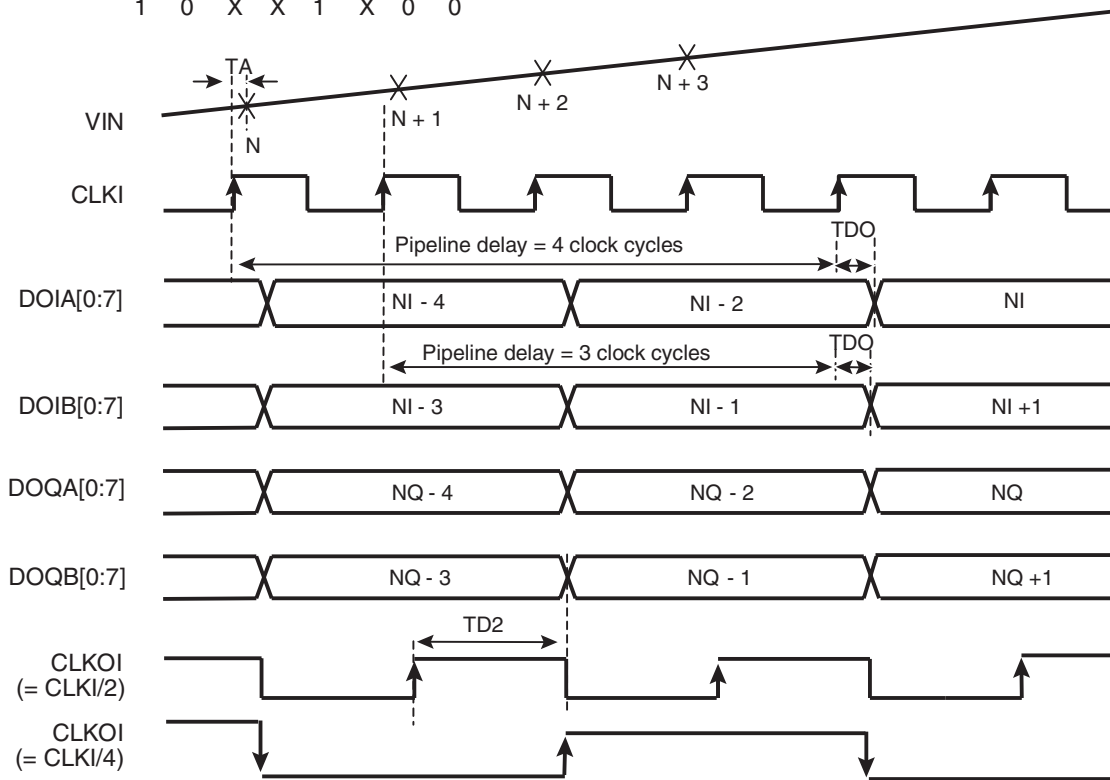 1 0 X X 1 X 0 0
TA
N + 3
N + 2
N + 1
VIN
N
CLKI
TDO
Pipeline delay = 4 clock cycles
DOIA[0:7]
NI - 4
NI - 2
NI
TDO
Pipeline delay = 3 clock cycles
DOIB[0:7]
NI - 3
NI - 1
NI +1
DOQA[0:7]
NQ - 4
NQ - 2
NQ
DOQB[0:7]
NQ - 3
NQ - 1
NQ +1
TD2
CLKOI
(= CLKI/2)
CLKOI
(= CLKI/4)